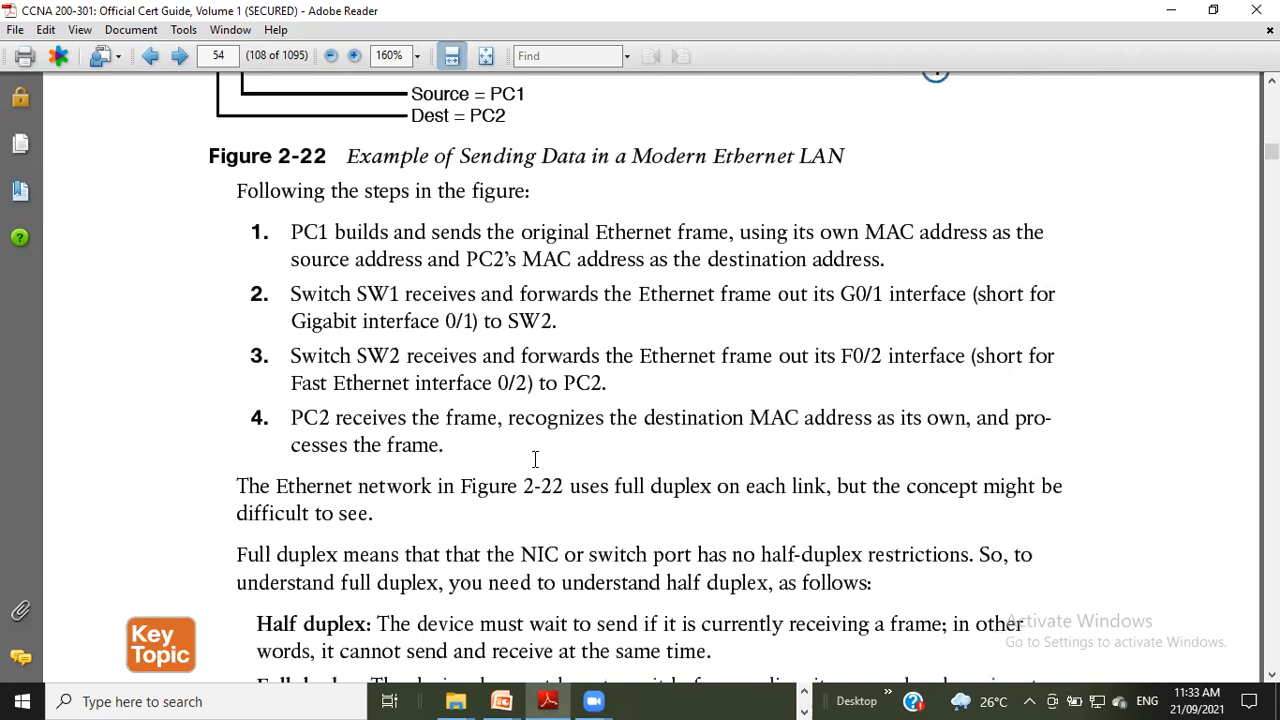 CCNA 200-301: Official Cert Guide, Volume 1 (SECURED) - Adobe Reader
File Edit View Document Tools Window Help
54 (108 of 1095) 160% Find
Source = PC1
Dest = PC2
Figure 2-22 Example of Sending Data in a Modern Ethernet LAN
Following the steps in the figure:
1. PC1 builds and sends the original Ethernet frame, using its own MAC address as the
source address and PC2's MAC address as the destination address.
2. Switch SW1 receives and forwards the Ethernet frame out its G0/1 interface (short for
Gigabit interface 0/1) to SW2.
3. Switch SW2 receives and forwards the Ethernet frame out its F0/2 interface (short for
Fast Ethernet interface 0/2) to PC2.
4. PC2 receives the frame, recognizes the destination MAC address as its own, and pro-
cesses the frame.
The Ethernet network in Figure 2-22 uses full duplex on each link, but the concept might be
difficult to see.
Full duplex means that that the NIC or switch port has no half-duplex restrictions. So, to
understand full duplex, you need to understand half duplex, as follows:
Key
Topic
Half duplex: The device must wait to send if it is currently receiving a frame; in other
words, it cannot send and receive at the same time.
Activate Windows
Go to Settings to activate Windows.
Type here to search
Desktop
26°C
ENG
11:33 AM
21/09/2021